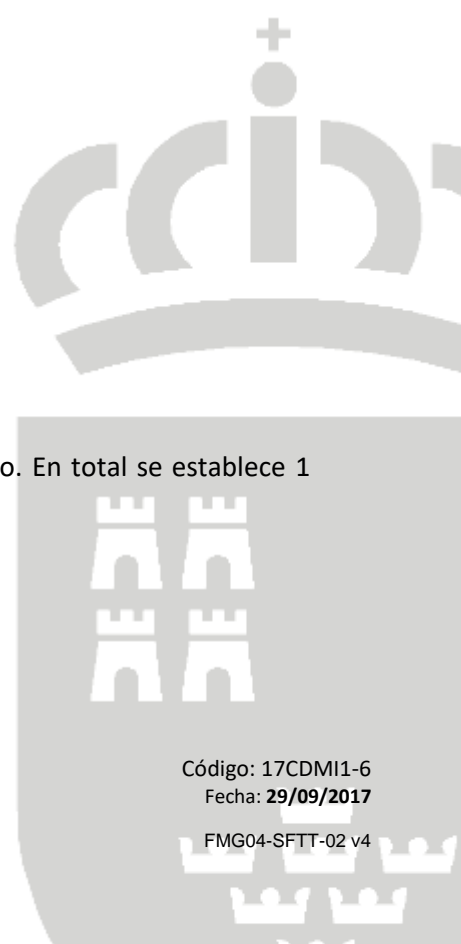 o. En total se establece 1
Código: 17CDMI1-6
Fecha: 29/09/2017
FMG04-SFTT-02 v4